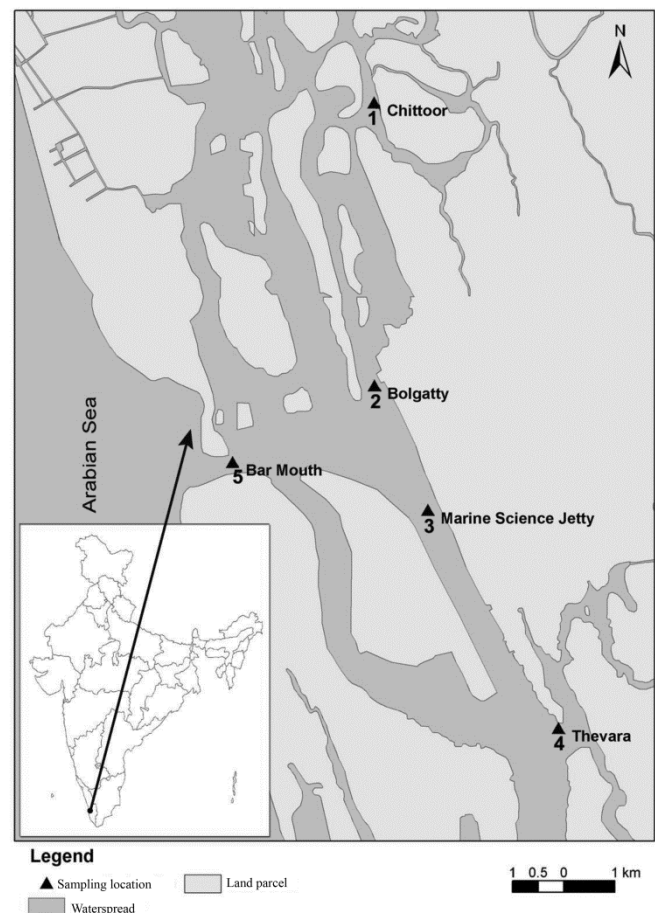 N
1 Chittoor
2 Bolgatty
Arabian Sea
5 Bar Mouth
3 Marine Science Jetty
4 Thevara
Legend
Sampling location
Land parcel
Waterspread
1 0.5 0 1 km